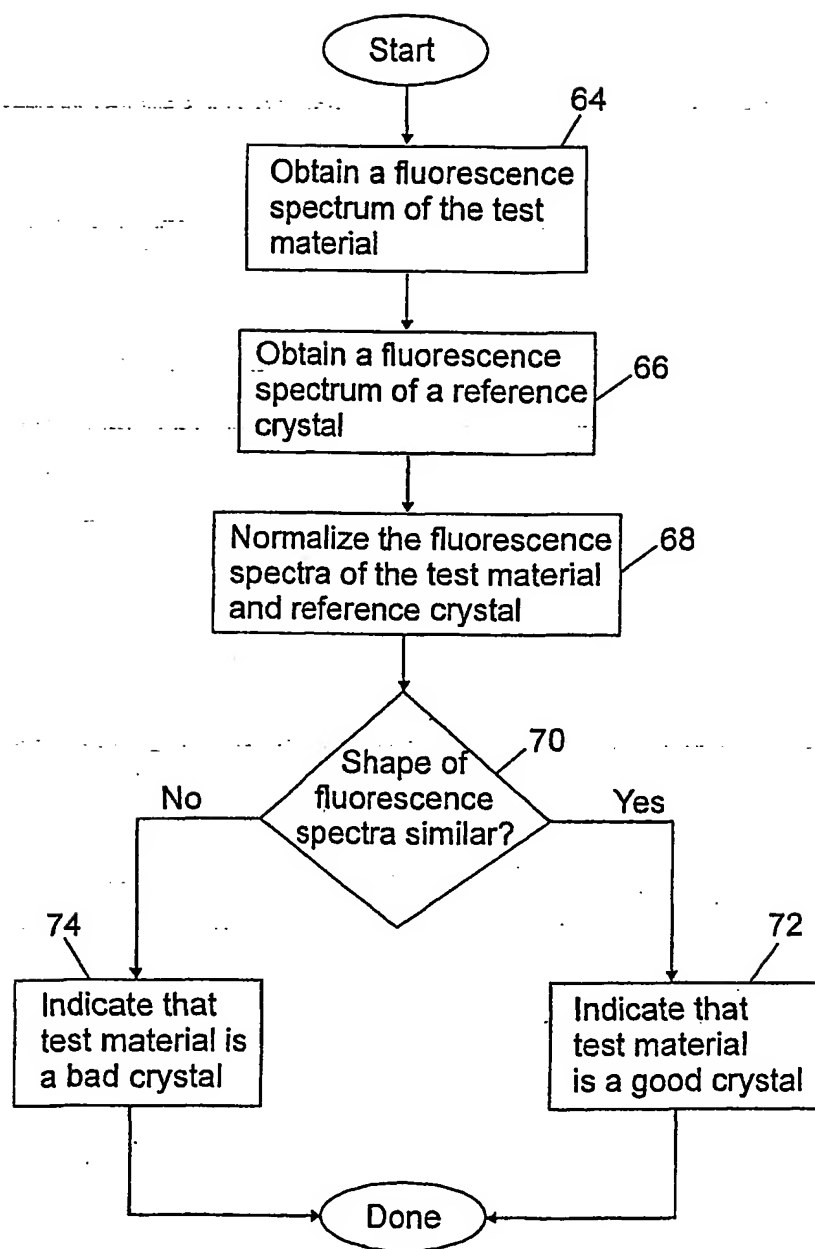 Start
64
Obtain a fluorescence
spectrum of the test
material
Obtain a fluorescence
spectrum of a reference
crystal
66
Normalize the fluorescence
spectra of the test material
and reference crystal
68
70
Shape of
fluorescence
spectra similar?
No
Yes
74
Indicate that
test material is
a bad crystal
72
Indicate that
test material
is a good crystal
Done